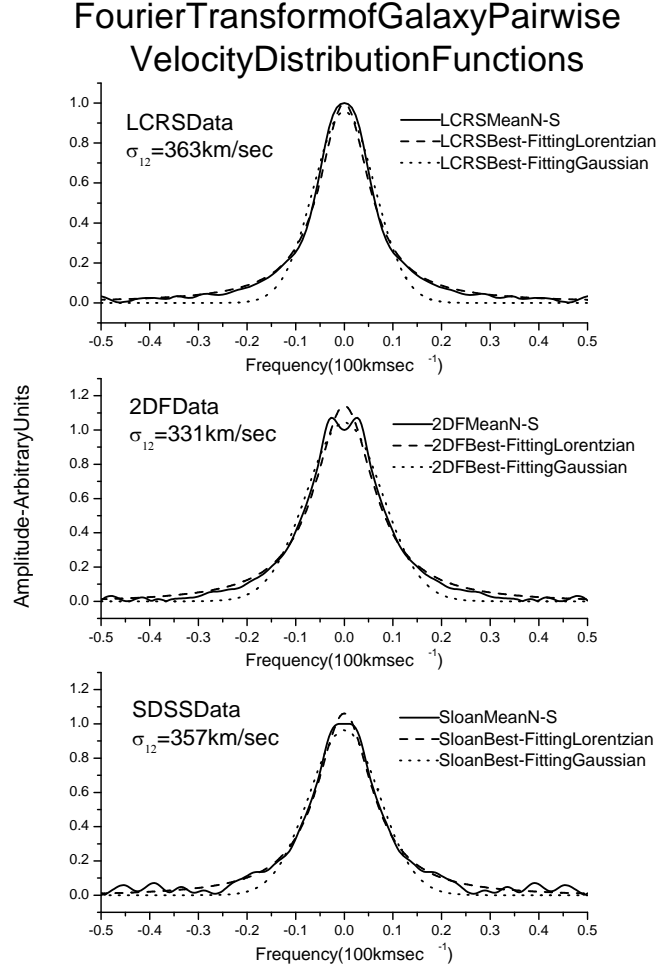 FourierTransformofGalaxyPairwise
VelocityDistributionFunctions
LCRSData
σ₁₂=363km/sec
LCRSMeanN-S
LCRSBest-FittingLorentzian
LCRSBest-FittingGaussian
1.0
0.8
0.6
0.4
0.2
0.0
-0.5 -0.4 -0.3 -0.2 -0.1 0.0 0.1 0.2 0.3 0.4 0.5
Frequency(100kmsec ⁻¹)
Amplitude-ArbitraryUnits
2DFData
σ₁₂=331km/sec
2DFMeanN-S
2DFBest-FittingLorentzian
2DFBest-FittingGaussian
1.2
1.0
0.8
0.6
0.4
0.2
0.0
-0.5 -0.4 -0.3 -0.2 -0.1 0.0 0.1 0.2 0.3 0.4 0.5
Frequency(100kmsec ⁻¹)
SDSSData
σ₁₂=357km/sec
SloanMeanN-S
SloanBest-FittingLorentzian
SloanBest-FittingGaussian
1.2
1.0
0.8
0.6
0.4
0.2
0.0
-0.5 -0.4 -0.3 -0.2 -0.1 0.0 0.1 0.2 0.3 0.4 0.5
Frequency(100kmsec ⁻¹)